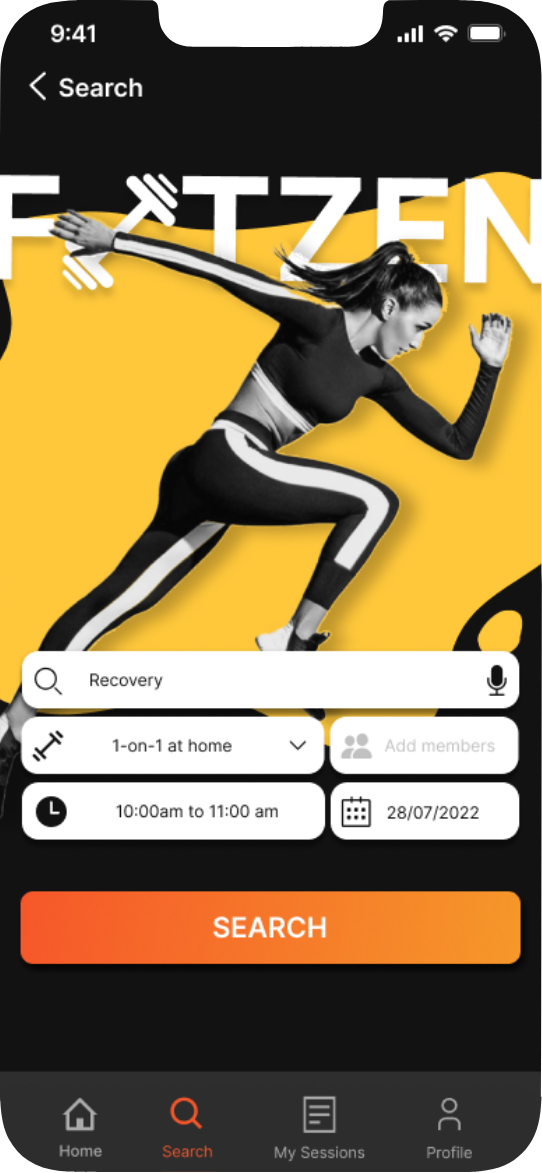 9:41
Search
F TZEN
Recovery
1-on-1 at home
Add members
10:00am to 11:00 am
28/07/2022
SEARCH
Home
Search
My Sessions
Profile